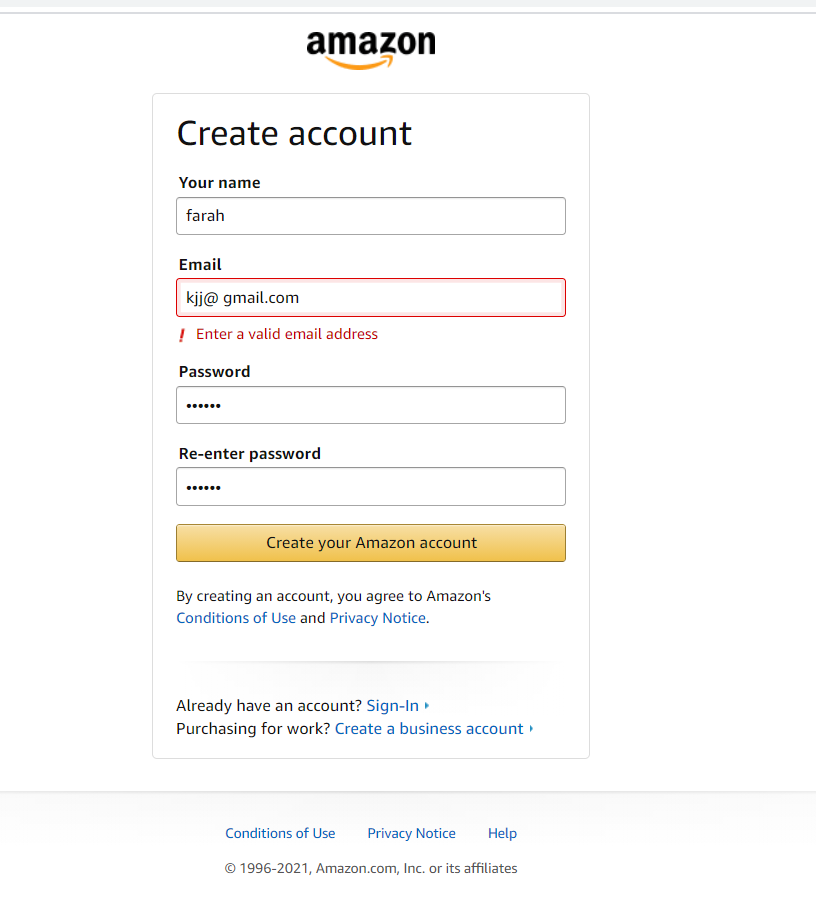 amazon
Create account
Your name
farah
Email
kjj@ gmail.com
! Enter a valid email address
Password
••••••
Re-enter password
••••••
Create your Amazon account
By creating an account, you agree to Amazon's
Conditions of Use and Privacy Notice.
Already have an account? Sign-In
Purchasing for work? Create a business account
Conditions of Use Privacy Notice Help
© 1996-2021, Amazon.com, Inc. or its affiliates